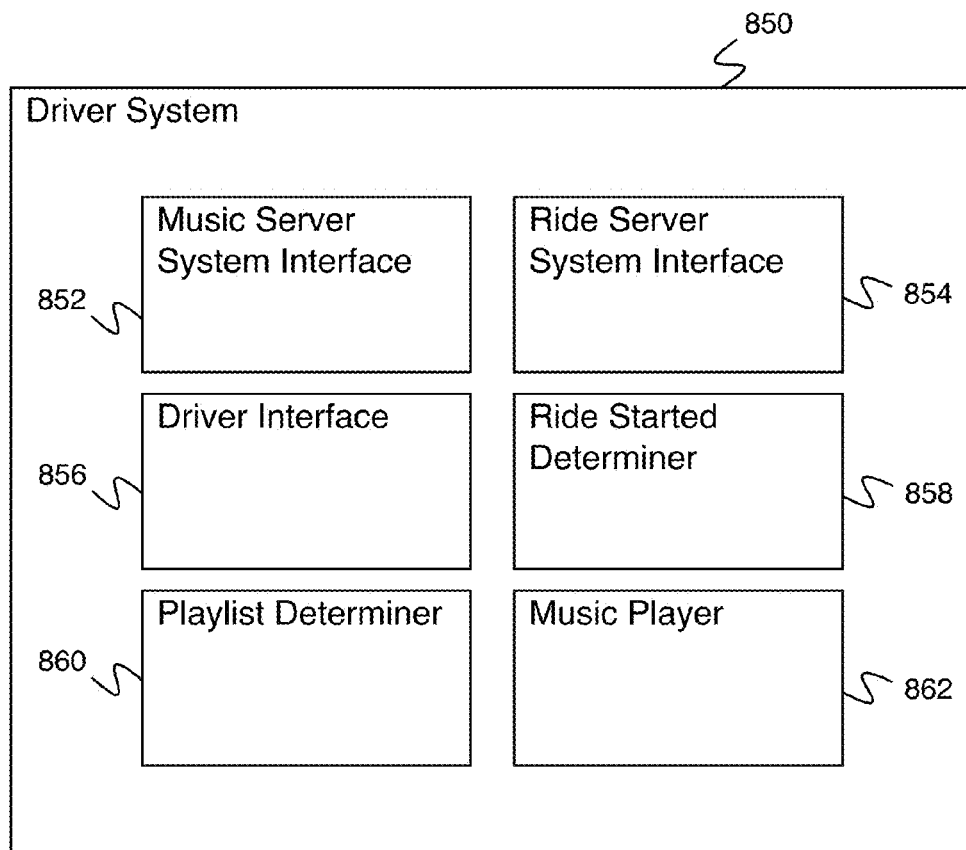 850
Driver System
Music Server
System Interface
852
Ride Server
System Interface
854
Driver Interface
856
Ride Started
Determiner
858
Playlist Determiner
860
Music Player
862